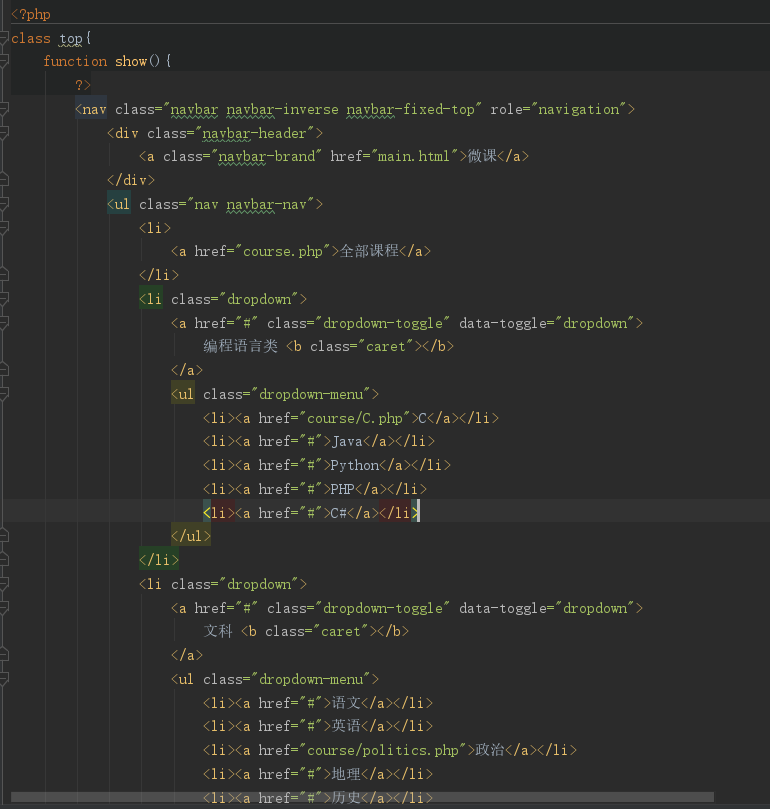 <?php
class top{
    function show(){
        ?>
        <nav class="navbar navbar-inverse navbar-fixed-top" role="navigation">
            <div class="navbar-header">
                <a class="navbar-brand" href="main.html">微课</a>
            </div>
            <ul class="nav navbar-nav">
                <li>
                    <a href="course.php">全部课程</a>
                </li>
                <li class="dropdown">
                    <a href="#" class="dropdown-toggle" data-toggle="dropdown">
                        编程语言类 <b class="caret"></b>
                    </a>
                    <ul class="dropdown-menu">
                        <li><a href="course/C.php">C</a></li>
                        <li><a href="#">Java</a></li>
                        <li><a href="#">Python</a></li>
                        <li><a href="#">PHP</a></li>
                        <li><a href="#">C#</a></li>
                    </ul>
                </li>
                <li class="dropdown">
                    <a href="#" class="dropdown-toggle" data-toggle="dropdown">
                        文科 <b class="caret"></b>
                    </a>
                    <ul class="dropdown-menu">
                        <li><a href="#">语文</a></li>
                        <li><a href="#">英语</a></li>
                        <li><a href="course/politics.php">政治</a></li>
                        <li><a href="#">地理</a></li>
                        <li><a href="#">历史</a></li>